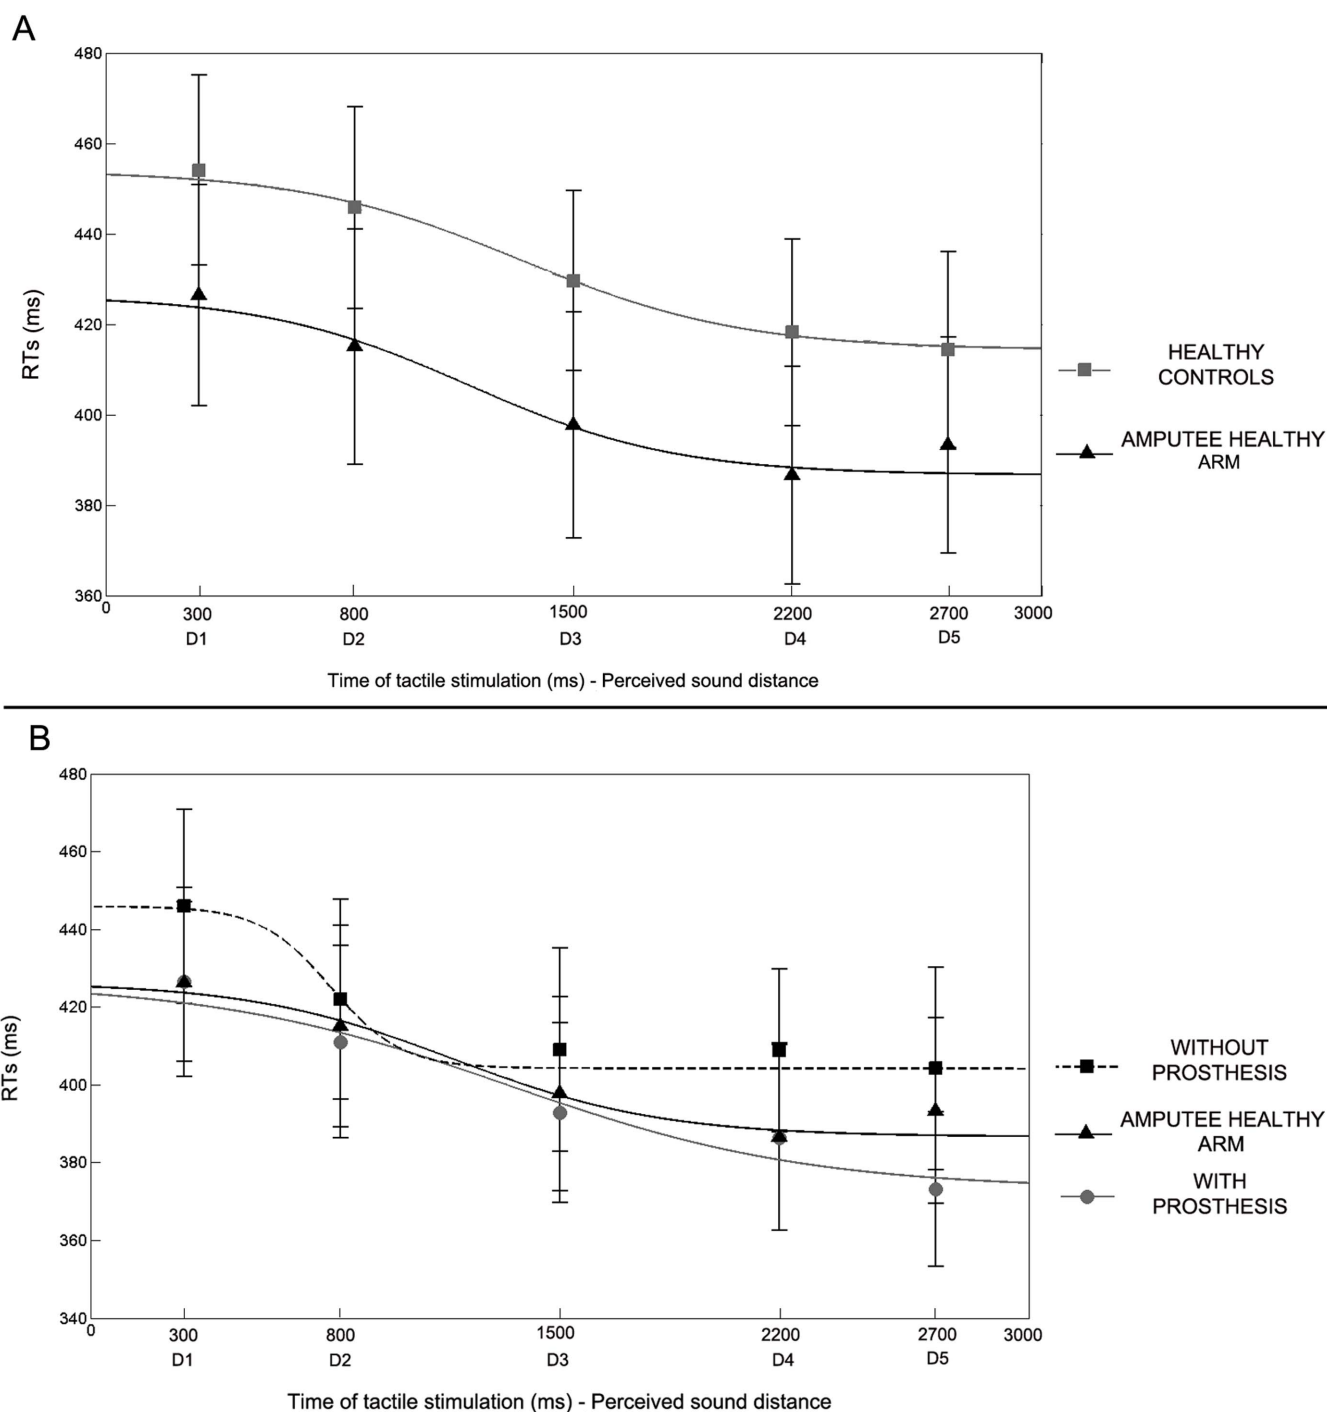 A
480
460
440
420
400
380
360
RTs (ms)
0 300 800 1500 2200 2700 3000
D1 D2 D3 D4 D5
Time of tactile stimulation (ms) - Perceived sound distance
HEALTHY
CONTROLS
AMPUTEE HEALTHY
ARM
B
480
460
440
420
400
380
360
340
RTs (ms)
0 300 800 1500 2200 2700 3000
D1 D2 D3 D4 D5
Time of tactile stimulation (ms) - Perceived sound distance
WITHOUT
PROSTHESIS
AMPUTEE HEALTHY
ARM
WITH
PROSTHESIS